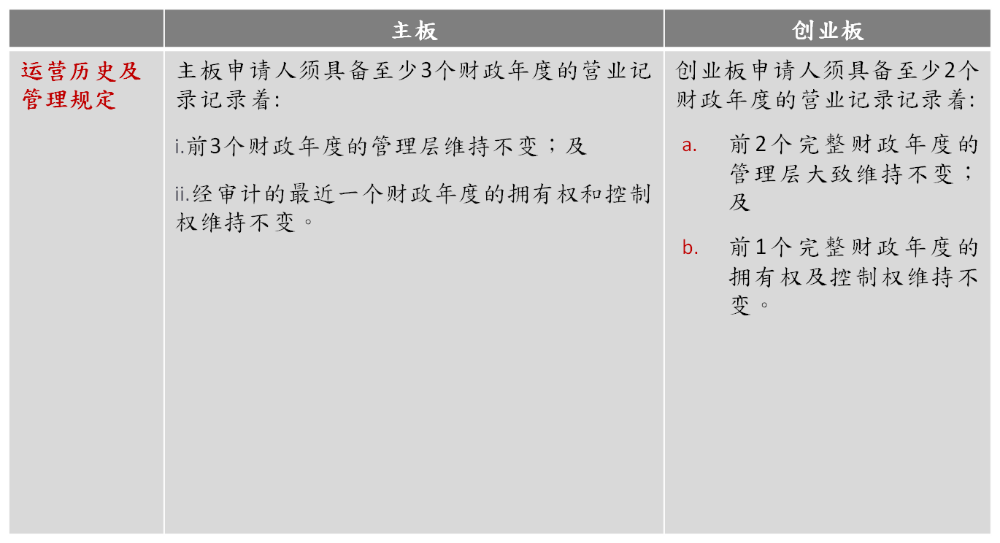 主板
创业板
运营历史及
管理规定
主板申请人须具备至少3个财政年度的营业记
录记录着:
i.前3个财政年度的管理层维持不变；及
ii.经审计的最近一个财政年度的拥有权和控制
权维持不变。
创业板申请人须具备至少2个
财政年度的营业记录记录着:
a. 前2个完整财政年度的
管理层大致维持不变；
及
b. 前1个完整财政年度的
拥有权及控制权维持不
变。